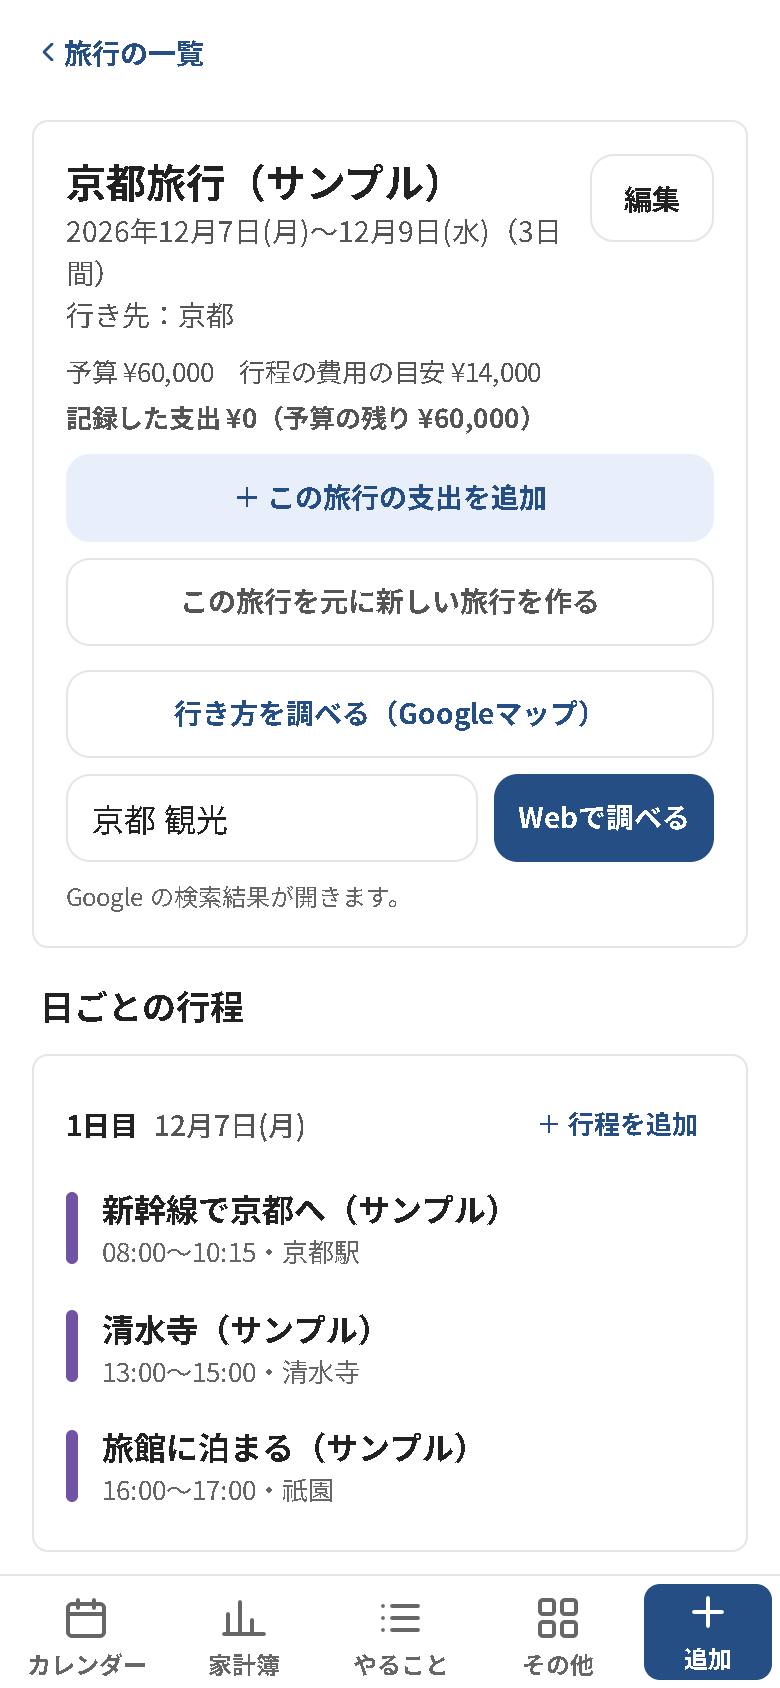 旅行の一覧
京都旅行（サンプル）
編集
2026年12月7日(月)〜12月9日(水)（3日
間）
行き先：京都
予算 ¥60,000　行程の費用の目安 ¥14,000
記録した支出 ¥0（予算の残り ¥60,000）
＋ この旅行の支出を追加
この旅行を元に新しい旅行を作る
行き方を調べる（Googleマップ）
京都 観光
Webで調べる
Google の検索結果が開きます。
日ごとの行程
1日目 12月7日(月)
＋ 行程を追加
新幹線で京都へ（サンプル）
08:00〜10:15・京都駅
清水寺（サンプル）
13:00〜15:00・清水寺
旅館に泊まる（サンプル）
16:00〜17:00・祇園
カレンダー
家計簿
やること
その他
追加